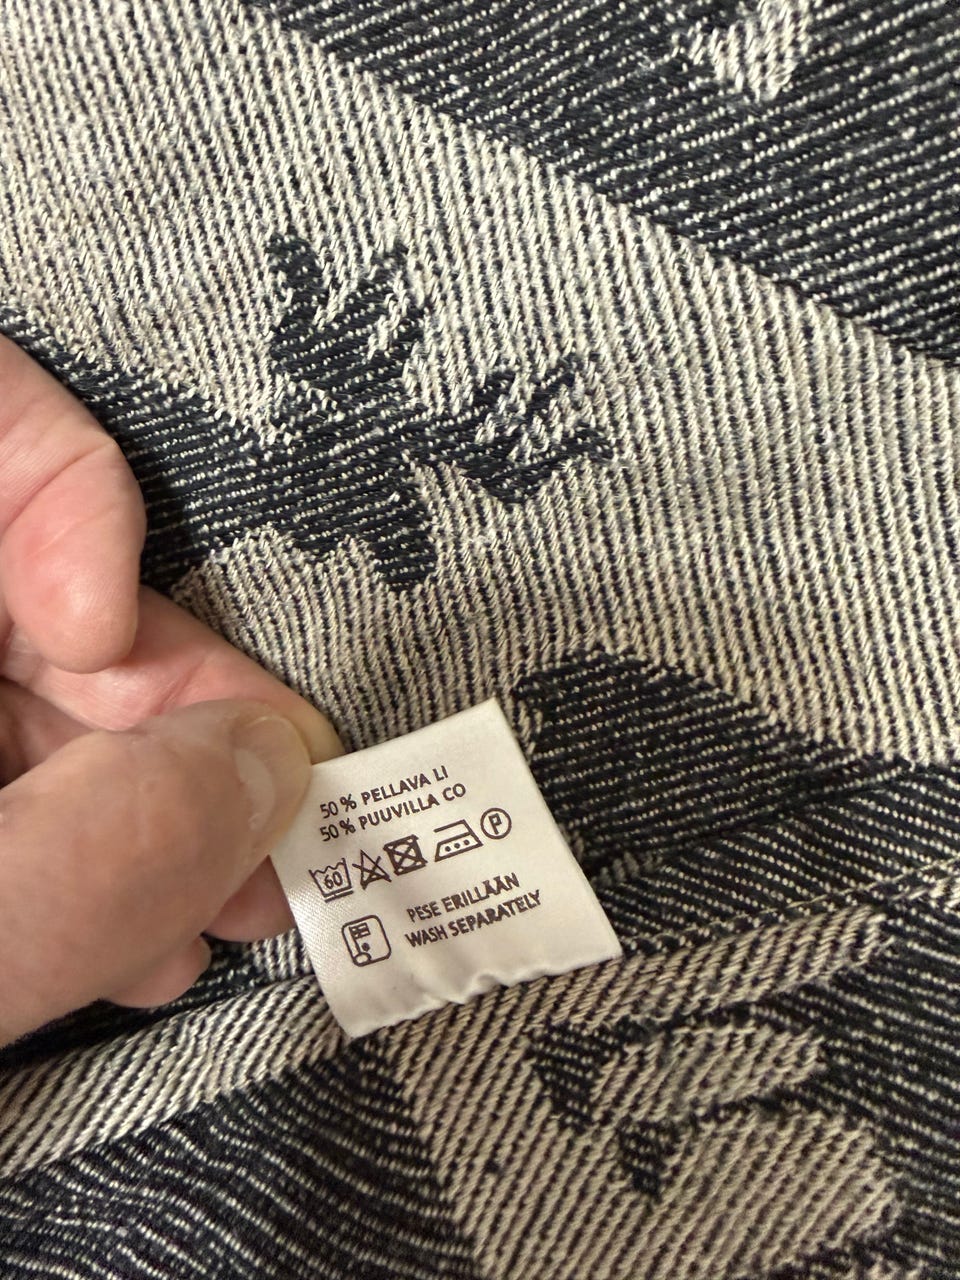 50 % PELLAVA LI
50 % PUUVILLA CO
60 P
PESE ERILLÄÄN
WASH SEPARATELY